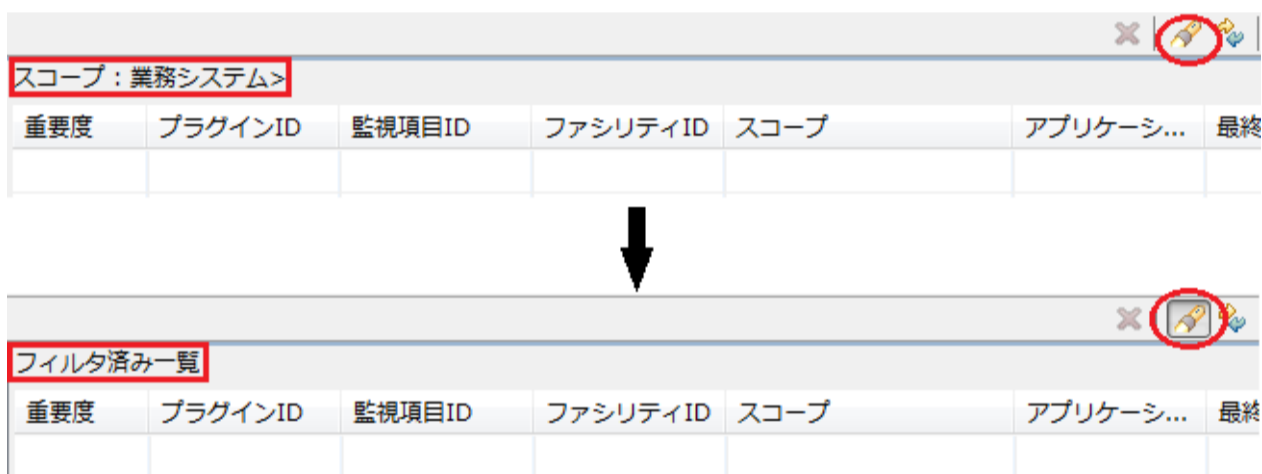 スコープ：業務システム>
重要度 プラグインID 監視項目ID ファシリティID スコープ アプリケーシ... 最終
フィルタ済み一覧
重要度 プラグインID 監視項目ID ファシリティID スコープ アプリケーシ... 最終